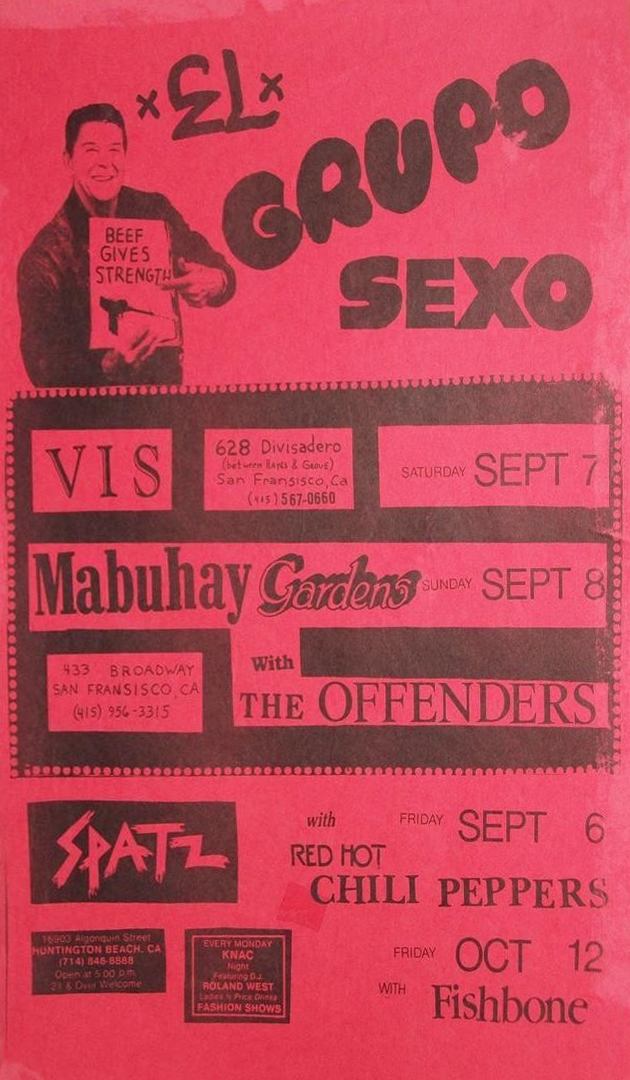 x EL x
GRUPO
SEXO
BEEF
GIVES
STRENGTH
VIS
628 Divisadero
(between HAYES & GROVE)
San Fransisco, Ca
(415) 567-0660
SATURDAY SEPT 7
Mabuhay Gardens
SUNDAY SEPT 8
433 BROADWAY
SAN FRANSISCO, CA
(415) 956-3315
With
THE OFFENDERS
SPATZ
with
FRIDAY SEPT 6
RED HOT
CHILI PEPPERS
16903 Algonquin Street
HUNTINGTON BEACH, CA
(714) 846-8888
Open at 5:00 p.m.
21 & Over Welcome
EVERY MONDAY
KNAC
Night
Featuring D.J.
ROLAND WEST
Ladies ½ Price Drinks
FASHION SHOWS
FRIDAY OCT 12
WITH Fishbone